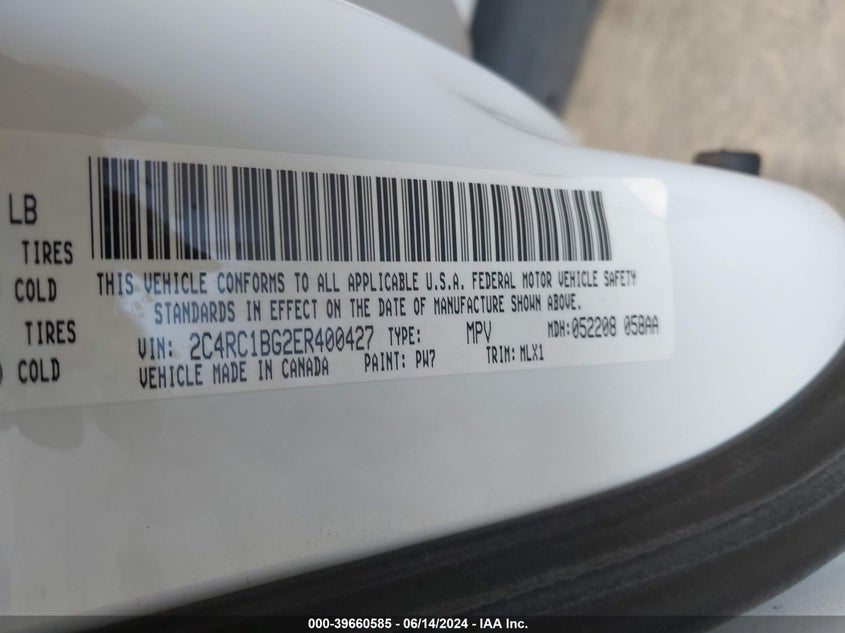 LB
TIRES
COLD
TIRES
COLD
THIS VEHICLE CONFORMS TO ALL APPLICABLE U.S.A. FEDERAL MOTOR VEHICLE SAFETY
STANDARDS IN EFFECT ON THE DATE OF MANUFACTURE SHOWN ABOVE.
VIN: 2C4RC1BG2ER400427 TYPE: MPV MDH:052208 058AA
VEHICLE MADE IN CANADA PAINT: PW7 TRIM: MLX1
000-39660585 - 06/14/2024 - IAA Inc.